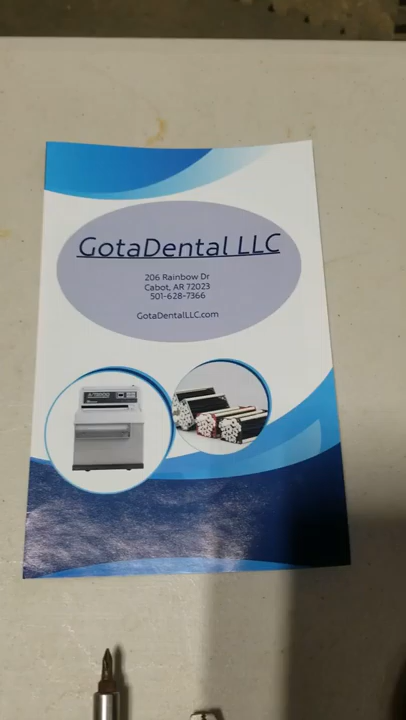 GotaDental LLC
206 Rainbow Dr
Cabot, AR 72023
501-628-7366
GotaDentalLLC.com